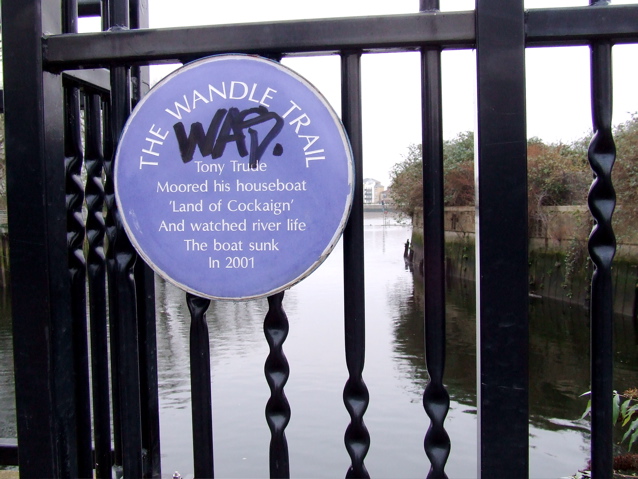 THE WANDLE TRAIL
WAD.
Tony Trude
Moored his houseboat
'Land of Cockaign'
And watched river life
The boat sunk
In 2001